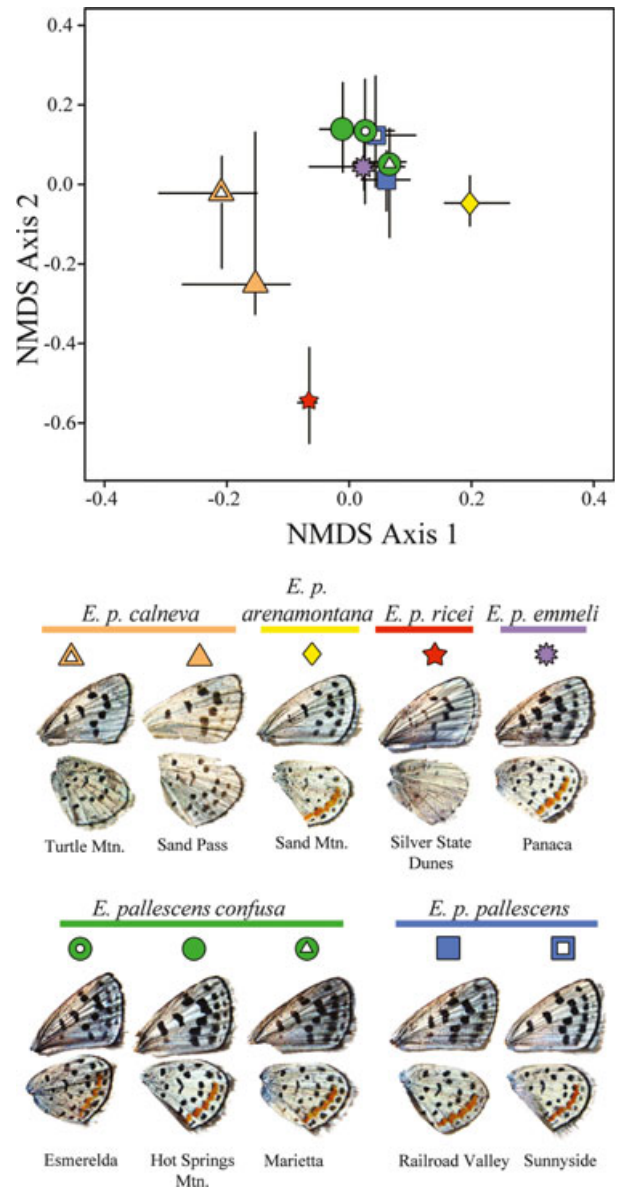 0.4
0.2
0.0
-0.2
-0.4
-0.6
NMDS Axis 2
-0.4 -0.2 0.0 0.2 0.4
NMDS Axis 1
E. p. calneva
E. p. arenamontana
E. p. ricei
E. p. emmeli
Turtle Mtn.
Sand Pass
Sand Mtn.
Silver State
Dunes
Panaca
E. pallescens confusa
E. p. pallescens
Esmerelda
Hot Springs
Mtn.
Marietta
Railroad Valley
Sunnyside